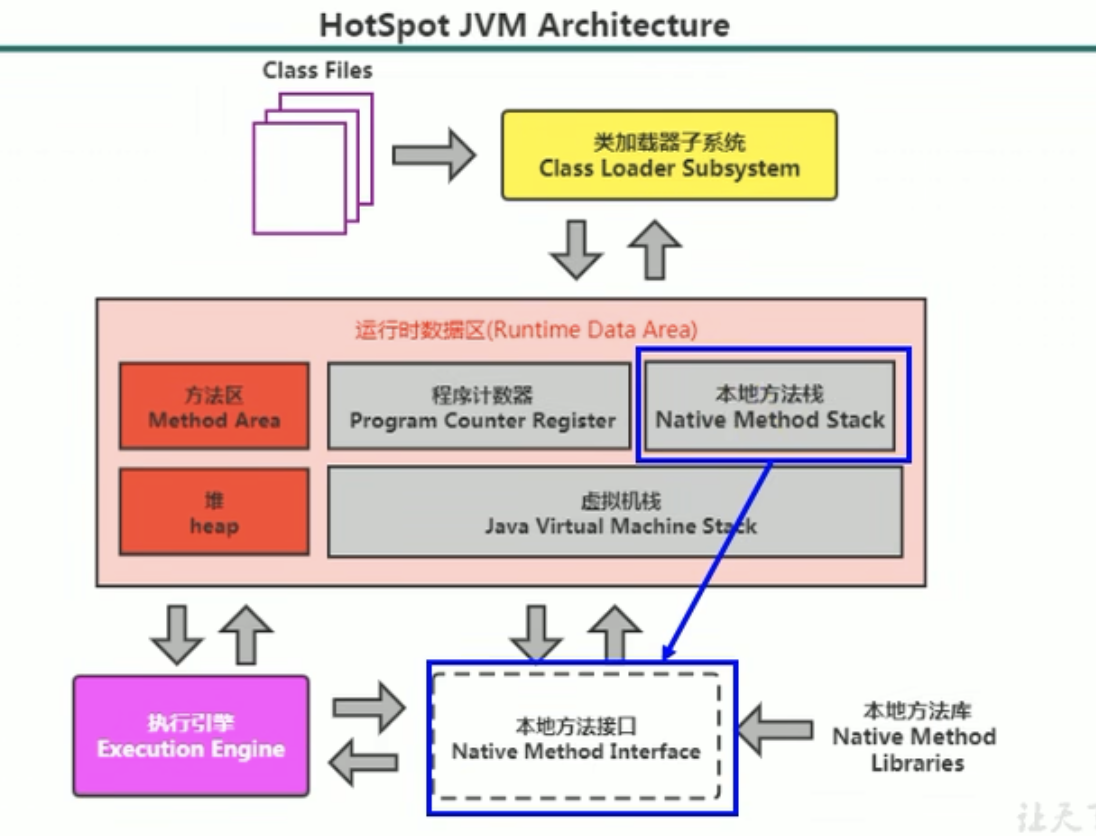 HotSpot JVM Architecture
Class Files
类加载器子系统
Class Loader Subsystem
运行时数据区(Runtime Data Area)
方法区
Method Area
程序计数器
Program Counter Register
本地方法栈
Native Method Stack
堆
heap
虚拟机栈
Java Virtual Machine Stack
执行引擎
Execution Engine
本地方法接口
Native Method Interface
本地方法库
Native Method
Libraries
让天